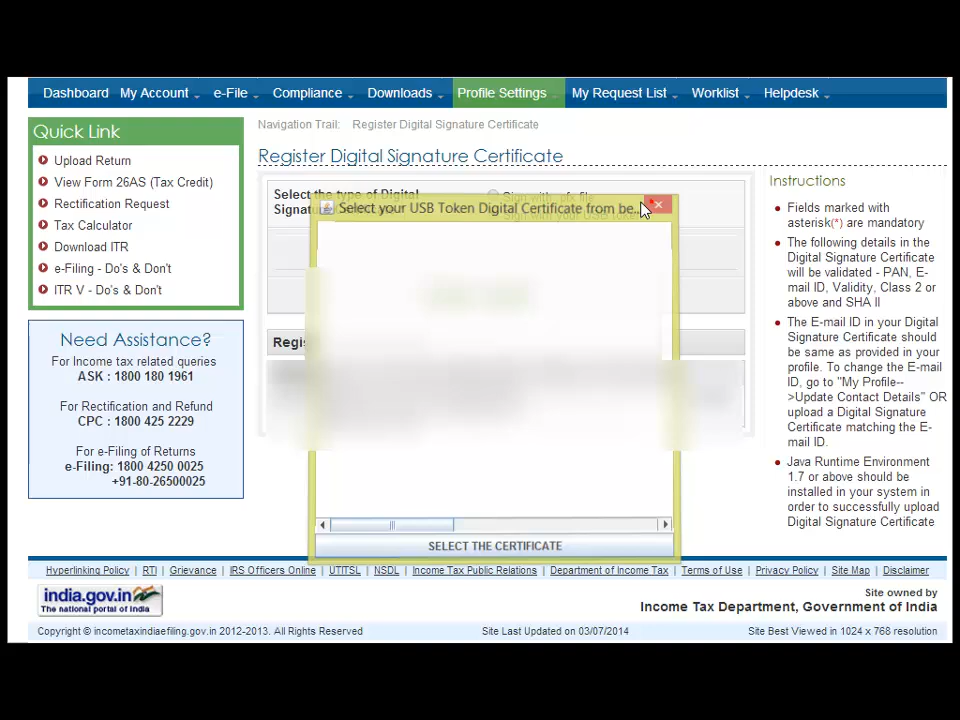 Dashboard My Account e-File Compliance Downloads Profile Settings My Request List Worklist Helpdesk
Quick Link
Upload Return
View Form 26AS (Tax Credit)
Rectification Request
Tax Calculator
Download ITR
e-Filing - Do's & Don't
ITR V - Do's & Don't
Need Assistance?
For Income tax related queries
ASK : 1800 180 1961
For Rectification and Refund
CPC : 1800 425 2229
For e-Filing of Returns
e-Filing: 1800 4250 0025
+91-80-26500025
Navigation Trail: Register Digital Signature Certificate
Register Digital Signature Certificate
Select the type of Digital
Sign with .pfx file
Select your USB Token Digital Certificate from be...
SELECT THE CERTIFICATE
Instructions
Fields marked with
asterisk(*) are mandatory
The following details in the
Digital Signature Certificate
will be validated - PAN, E-
mail ID, Validity, Class 2 or
above and SHA II
The E-mail ID in your Digital
Signature Certificate should
be same as provided in your
profile. To change the E-mail
ID, go to "My Profile--
>Update Contact Details" OR
upload a Digital Signature
Certificate matching the E-
mail ID.
Java Runtime Environment
1.7 or above should be
installed in your system in
order to successfully upload
Digital Signature Certificate
Hyperlinking Policy | RTI | Grievance | IRS Officers Online | UTITSL | NSDL | Income Tax Public Relations | Department of Income Tax | Terms of Use | Privacy Policy | Site Map | Disclaimer
india.gov.in
The national portal of India
Site owned by
Income Tax Department, Government of India
Copyright © incometaxindiaefiling.gov.in 2012-2013. All Rights Reserved
Site Last Updated on 03/07/2014
Site Best Viewed in 1024 x 768 resolution